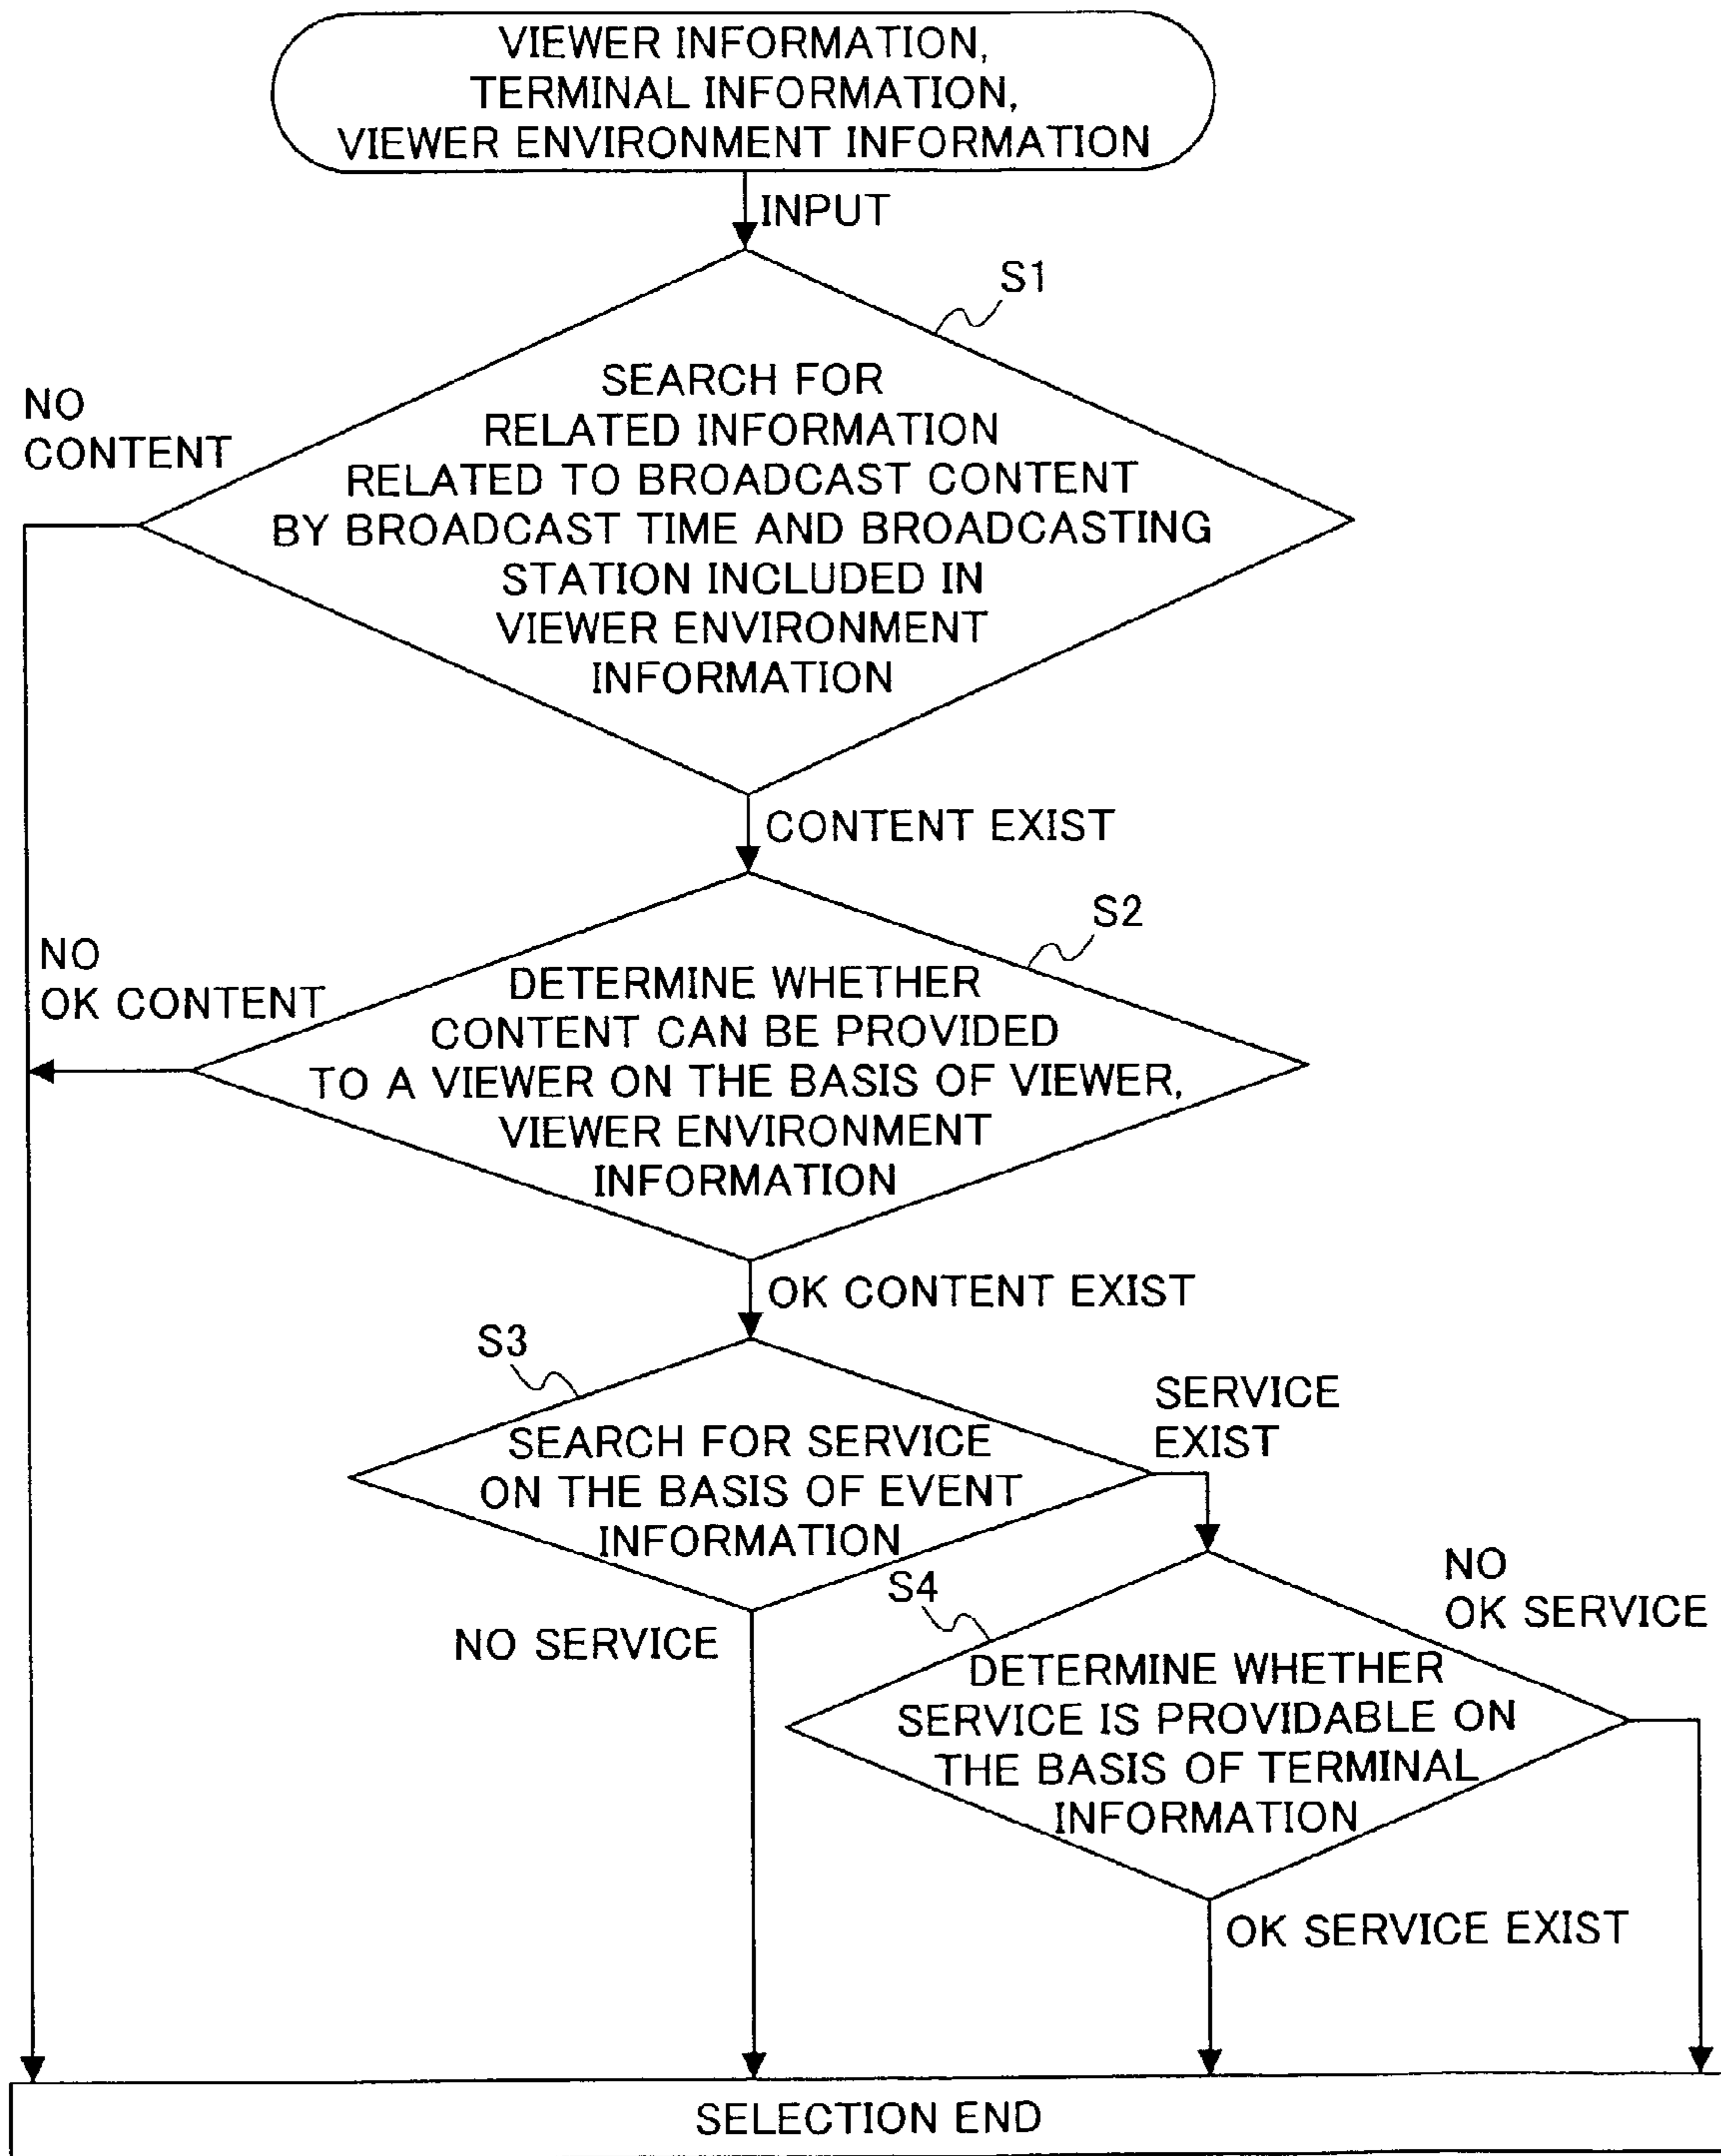 VIEWER INFORMATION,
TERMINAL INFORMATION,
VIEWER ENVIRONMENT INFORMATION
INPUT
S1
SEARCH FOR
RELATED INFORMATION
RELATED TO BROADCAST CONTENT
BY BROADCAST TIME AND BROADCASTING
STATION INCLUDED IN
VIEWER ENVIRONMENT
INFORMATION
NO
CONTENT
CONTENT EXIST
S2
NO
OK CONTENT
DETERMINE WHETHER
CONTENT CAN BE PROVIDED
TO A VIEWER ON THE BASIS OF VIEWER,
VIEWER ENVIRONMENT
INFORMATION
OK CONTENT EXIST
S3
SEARCH FOR SERVICE
ON THE BASIS OF EVENT
INFORMATION
SERVICE
EXIST
NO SERVICE
S4
NO
OK SERVICE
DETERMINE WHETHER
SERVICE IS PROVIDABLE ON
THE BASIS OF TERMINAL
INFORMATION
OK SERVICE EXIST
SELECTION END